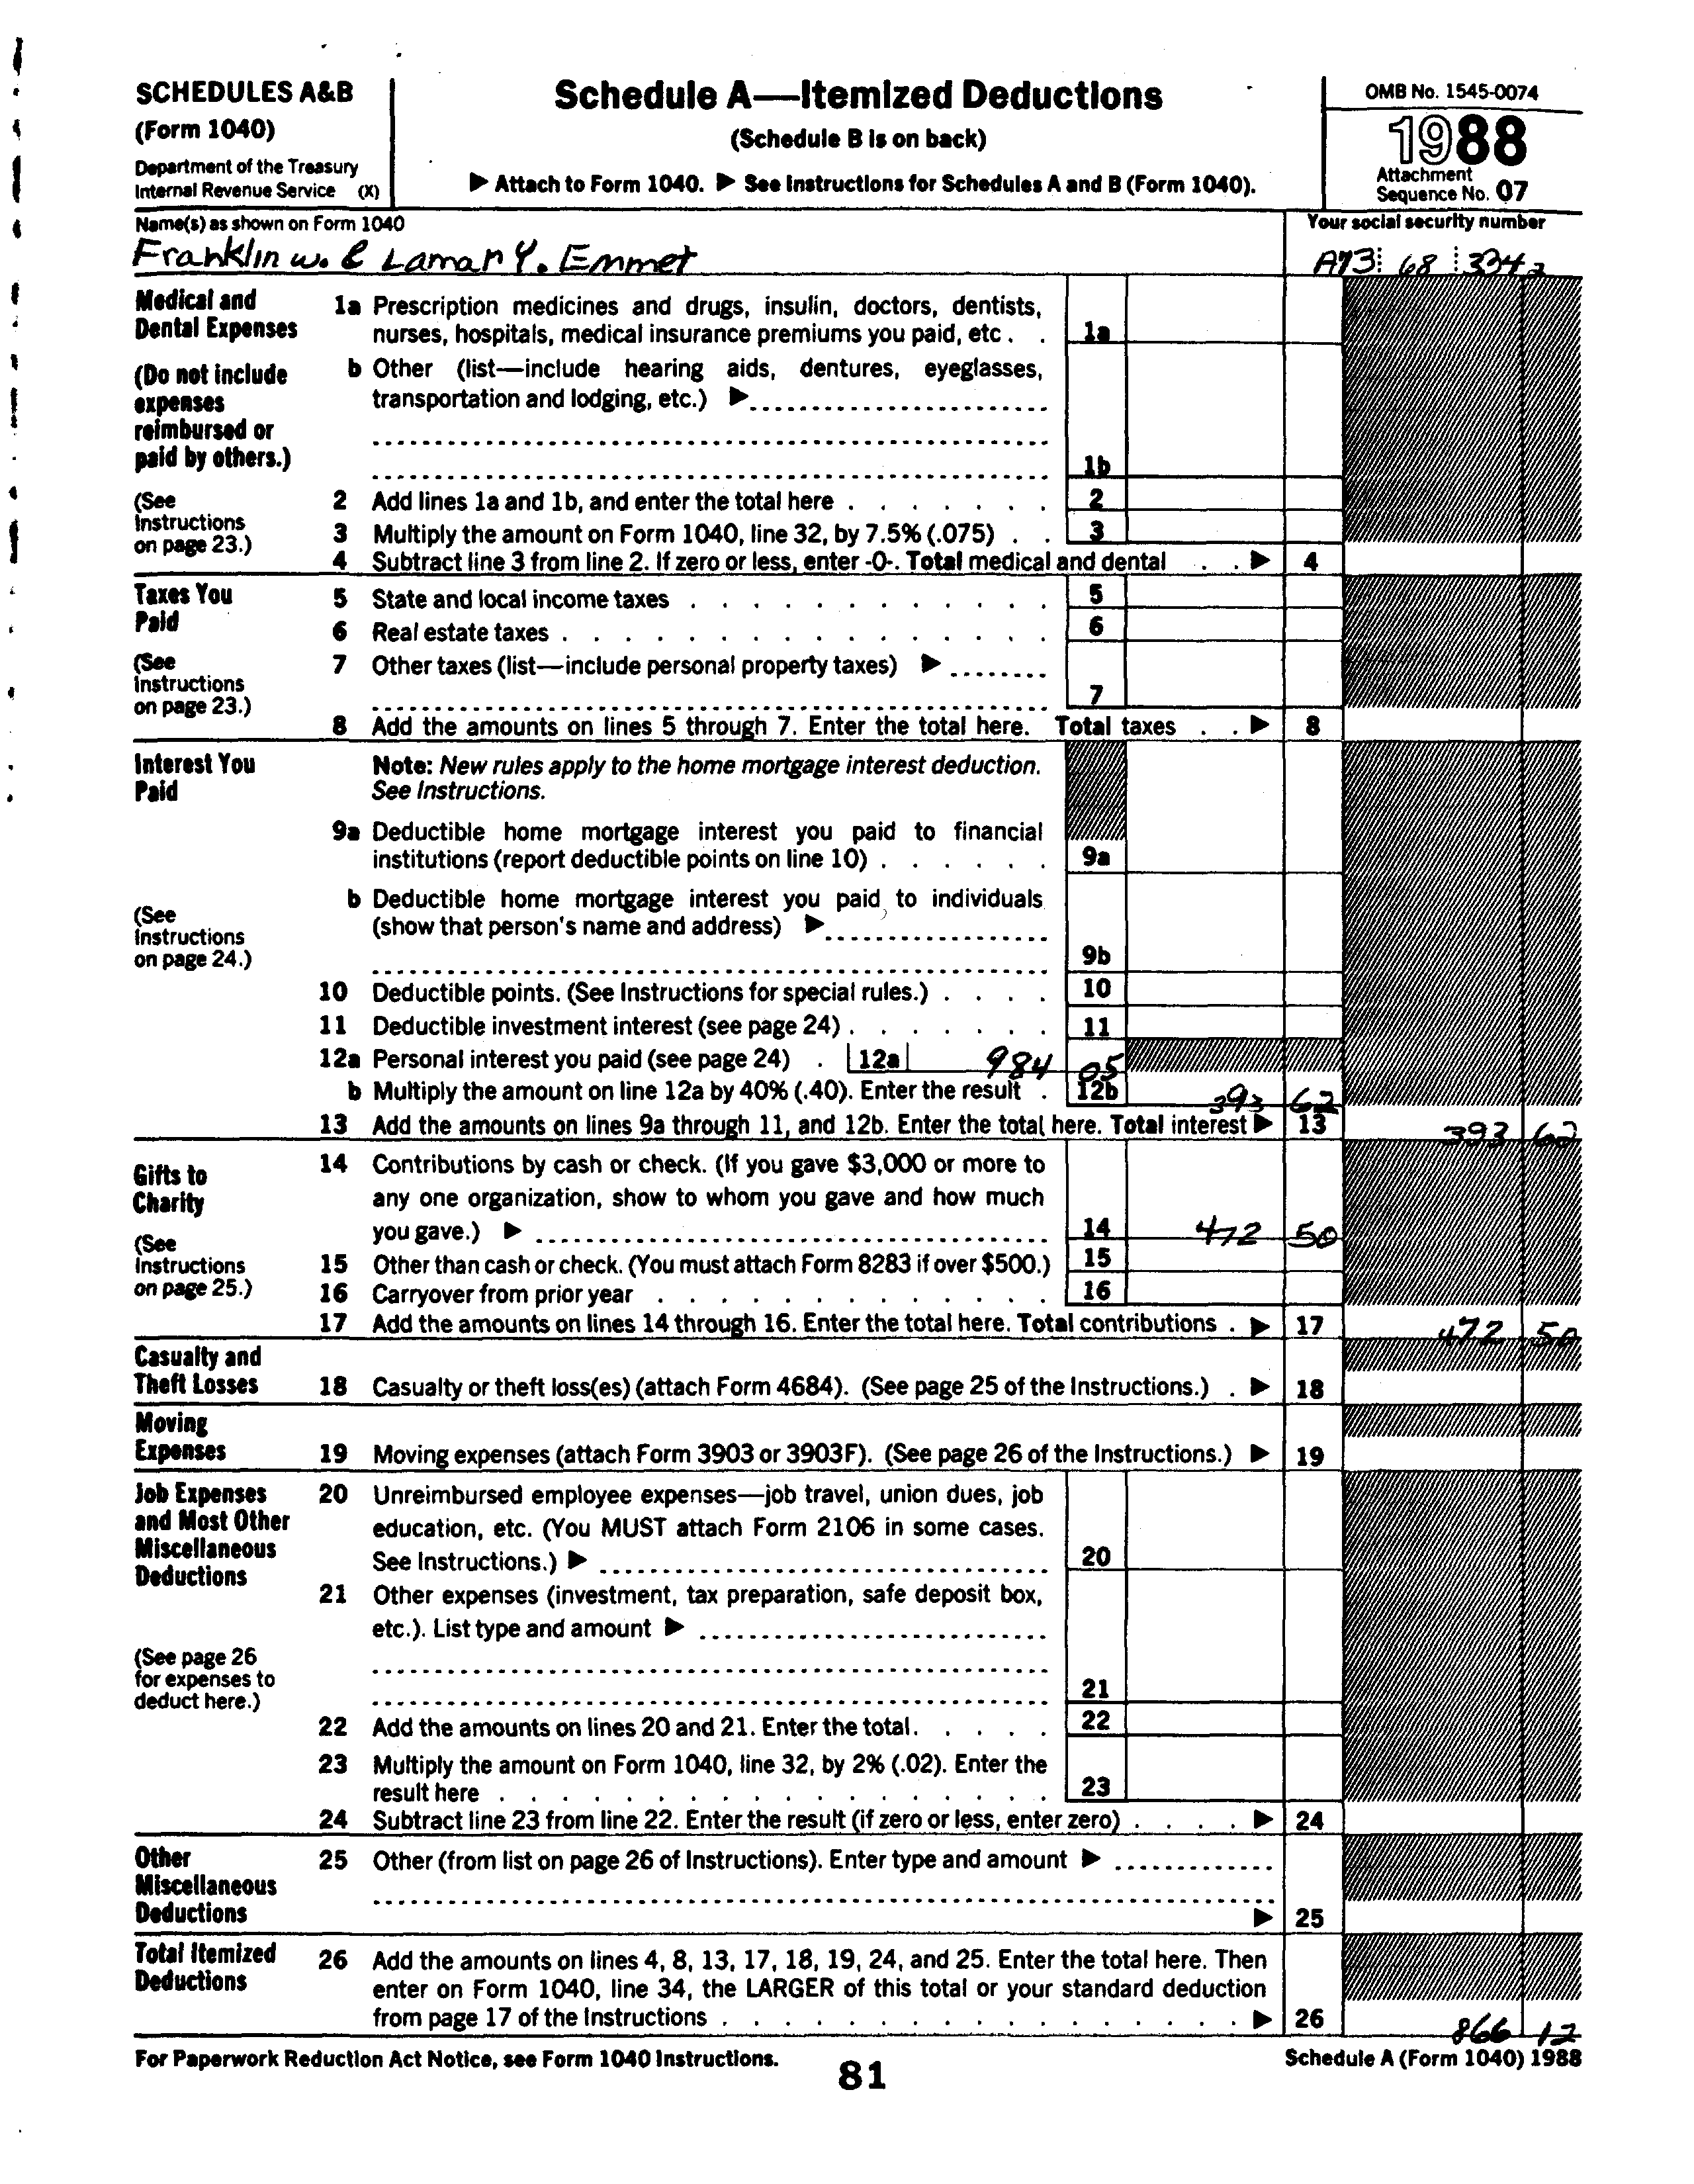 SCHEDULES A&B
(Form 1040)
Department of the Treasury
Internal Revenue Service (X)
Schedule A—Itemized Deductions
(Schedule B is on back)
▶ Attach to Form 1040. ▶ See Instructions for Schedules A and B (Form 1040).
OMB No. 1545-0074
1988
Attachment
Sequence No. 07
Name(s) as shown on Form 1040
Franklin W. & Laman Y. Emmet
Your social security number
A73 68 3342
Medical and
Dental Expenses
(Do not include
expenses
reimbursed or
paid by others.)
(See
Instructions
on page 23.)
1a Prescription medicines and drugs, insulin, doctors, dentists,
nurses, hospitals, medical insurance premiums you paid, etc . . 1a
b Other (list—include hearing aids, dentures, eyeglasses,
transportation and lodging, etc.) ▶
1b
2 Add lines 1a and 1b, and enter the total here . . . . . . . 2
3 Multiply the amount on Form 1040, line 32, by 7.5% (.075) . . 3
4 Subtract line 3 from line 2. If zero or less, enter -0-. Total medical and dental . . ▶ 4
Taxes You
Paid
(See
Instructions
on page 23.)
5 State and local income taxes . . . . . . . . . . . . 5
6 Real estate taxes . . . . . . . . . . . . . . . . 6
7 Other taxes (list—include personal property taxes) ▶
7
8 Add the amounts on lines 5 through 7. Enter the total here. Total taxes . . ▶ 8
Interest You
Paid
(See
Instructions
on page 24.)
Note: New rules apply to the home mortgage interest deduction.
See Instructions.
9a Deductible home mortgage interest you paid to financial
institutions (report deductible points on line 10) . . . . . . 9a
b Deductible home mortgage interest you paid to individuals
(show that person's name and address) ▶
9b
10 Deductible points. (See Instructions for special rules.) . . . . 10
11 Deductible investment interest (see page 24) . . . . . . . 11
12a Personal interest you paid (see page 24) . 12a 984 05
b Multiply the amount on line 12a by 40% (.40). Enter the result . 12b 393 62
13 Add the amounts on lines 9a through 11, and 12b. Enter the total here. Total interest ▶ 13 393 62
Gifts to
Charity
(See
Instructions
on page 25.)
14 Contributions by cash or check. (If you gave $3,000 or more to
any one organization, show to whom you gave and how much
you gave.) ▶ 14 472 50
15 Other than cash or check. (You must attach Form 8283 if over $500.) 15
16 Carryover from prior year . . . . . . . . . . . . . 16
17 Add the amounts on lines 14 through 16. Enter the total here. Total contributions . ▶ 17 472 50
Casualty and
Theft Losses
18 Casualty or theft loss(es) (attach Form 4684). (See page 25 of the Instructions.) . ▶ 18
Moving
Expenses
19 Moving expenses (attach Form 3903 or 3903F). (See page 26 of the Instructions.) ▶ 19
Job Expenses
and Most Other
Miscellaneous
Deductions
(See page 26
for expenses to
deduct here.)
20 Unreimbursed employee expenses—job travel, union dues, job
education, etc. (You MUST attach Form 2106 in some cases.
See Instructions.) ▶ 20
21 Other expenses (investment, tax preparation, safe deposit box,
etc.). List type and amount ▶
21
22 Add the amounts on lines 20 and 21. Enter the total. . . . . 22
23 Multiply the amount on Form 1040, line 32, by 2% (.02). Enter the
result here . . . . . . . . . . . . . . . . . . 23
24 Subtract line 23 from line 22. Enter the result (if zero or less, enter zero) . . . . ▶ 24
Other
Miscellaneous
Deductions
25 Other (from list on page 26 of Instructions). Enter type and amount ▶
▶ 25
Total Itemized
Deductions
26 Add the amounts on lines 4, 8, 13, 17, 18, 19, 24, and 25. Enter the total here. Then
enter on Form 1040, line 34, the LARGER of this total or your standard deduction
from page 17 of the Instructions . . . . . . . . . . . . . . . . ▶ 26 866 12
For Paperwork Reduction Act Notice, see Form 1040 Instructions.
Schedule A (Form 1040) 1988
81